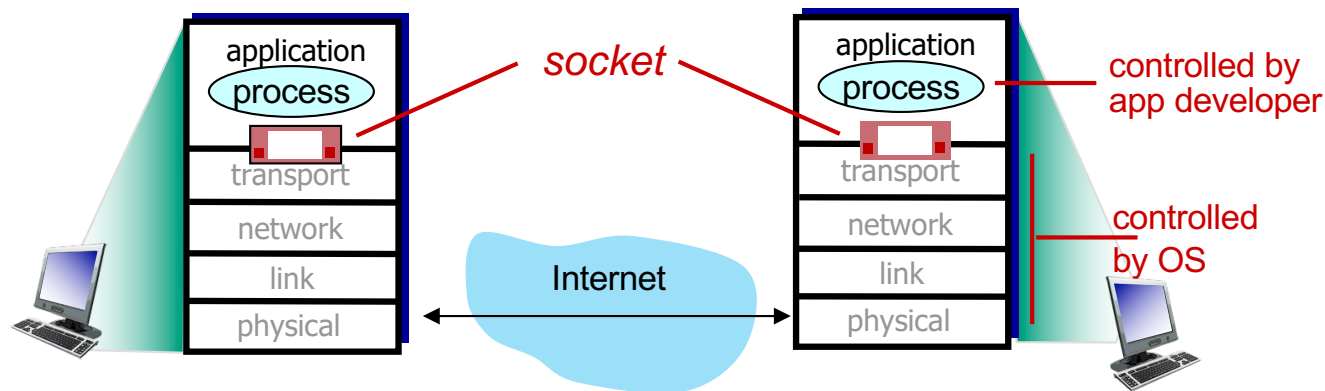 application
process
transport
network
link
physical
socket
Internet
application
process
transport
network
link
physical
controlled by
app developer
controlled
by OS